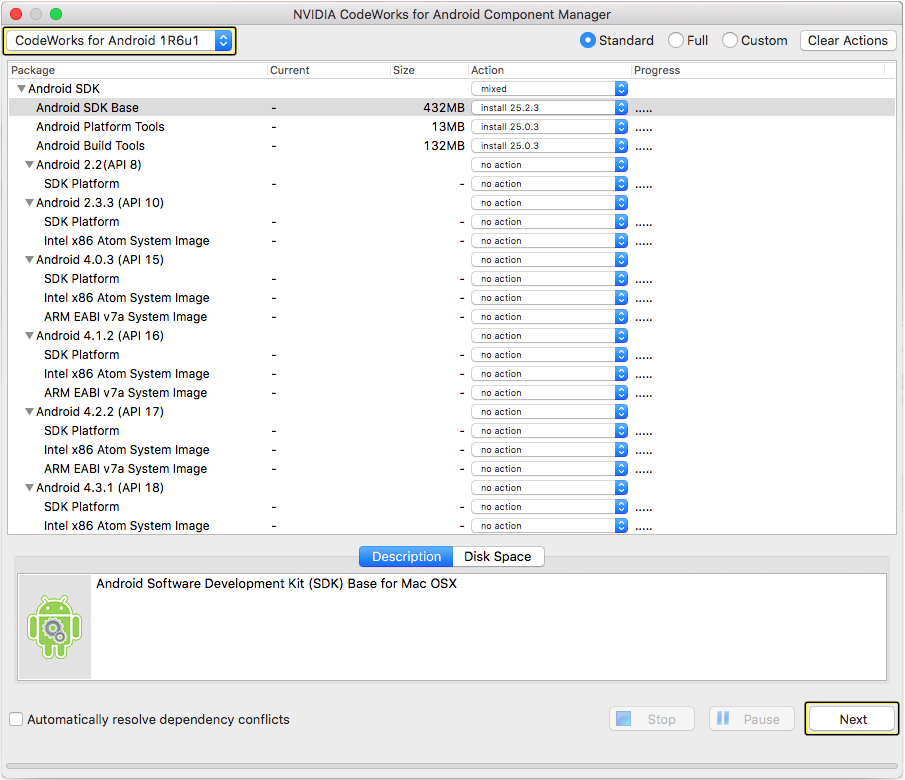 NVIDIA CodeWorks for Android Component Manager
CodeWorks for Android 1R6u1 Standard Full Custom Clear Actions
Package Current Size Action Progress
Android SDK mixed
Android SDK Base - 432MB install 25.2.3 .....
Android Platform Tools - 13MB install 25.0.3 .....
Android Build Tools - 132MB install 25.0.3 .....
Android 2.2(API 8) no action
SDK Platform - - no action .....
Android 2.3.3 (API 10) no action
SDK Platform - - no action .....
Intel x86 Atom System Image - - no action .....
Android 4.0.3 (API 15) no action
SDK Platform - - no action .....
Intel x86 Atom System Image - - no action .....
ARM EABI v7a System Image - - no action .....
Android 4.1.2 (API 16) no action
SDK Platform - - no action .....
Intel x86 Atom System Image - - no action .....
ARM EABI v7a System Image - - no action .....
Android 4.2.2 (API 17) no action
SDK Platform - - no action .....
Intel x86 Atom System Image - - no action .....
ARM EABI v7a System Image - - no action .....
Android 4.3.1 (API 18) no action
SDK Platform - - no action .....
Intel x86 Atom System Image - - no action .....
Description Disk Space
Android Software Development Kit (SDK) Base for Mac OSX
Automatically resolve dependency conflicts Stop Pause Next